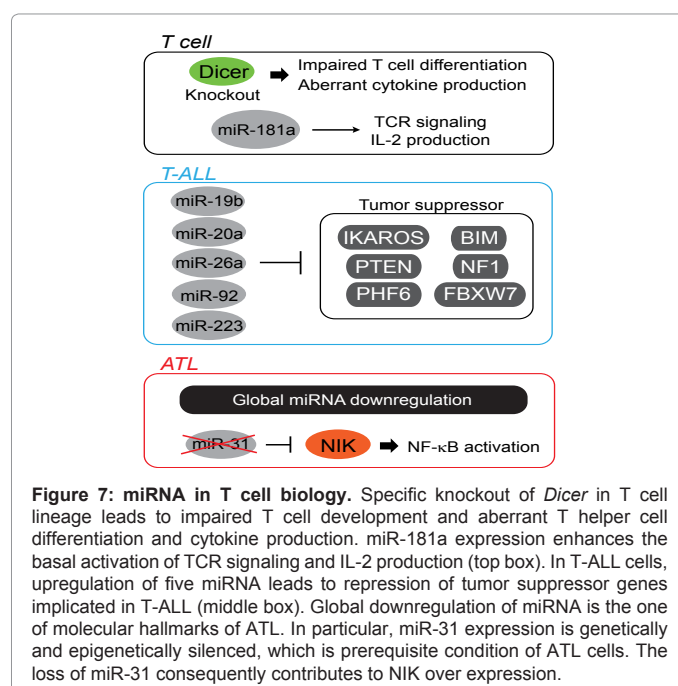 T cell
Dicer
Knockout
Impaired T cell differentiation
Aberrant cytokine production
miR-181a
TCR signaling
IL-2 production
T-ALL
miR-19b
miR-20a
miR-26a
miR-92
miR-223
Tumor suppressor
IKAROS BIM
PTEN NF1
PHF6 FBXW7
ATL
Global miRNA downregulation
miR-31 NIK NF-κB activation
Figure 7: miRNA in T cell biology. Specific knockout of Dicer in T cell
lineage leads to impaired T cell development and aberrant T helper cell
differentiation and cytokine production. miR-181a expression enhances the
basal activation of TCR signaling and IL-2 production (top box). In T-ALL cells,
upregulation of five miRNA leads to repression of tumor suppressor genes
implicated in T-ALL (middle box). Global downregulation of miRNA is the one
of molecular hallmarks of ATL. In particular, miR-31 expression is genetically
and epigenetically silenced, which is prerequisite condition of ATL cells. The
loss of miR-31 consequently contributes to NIK over expression.